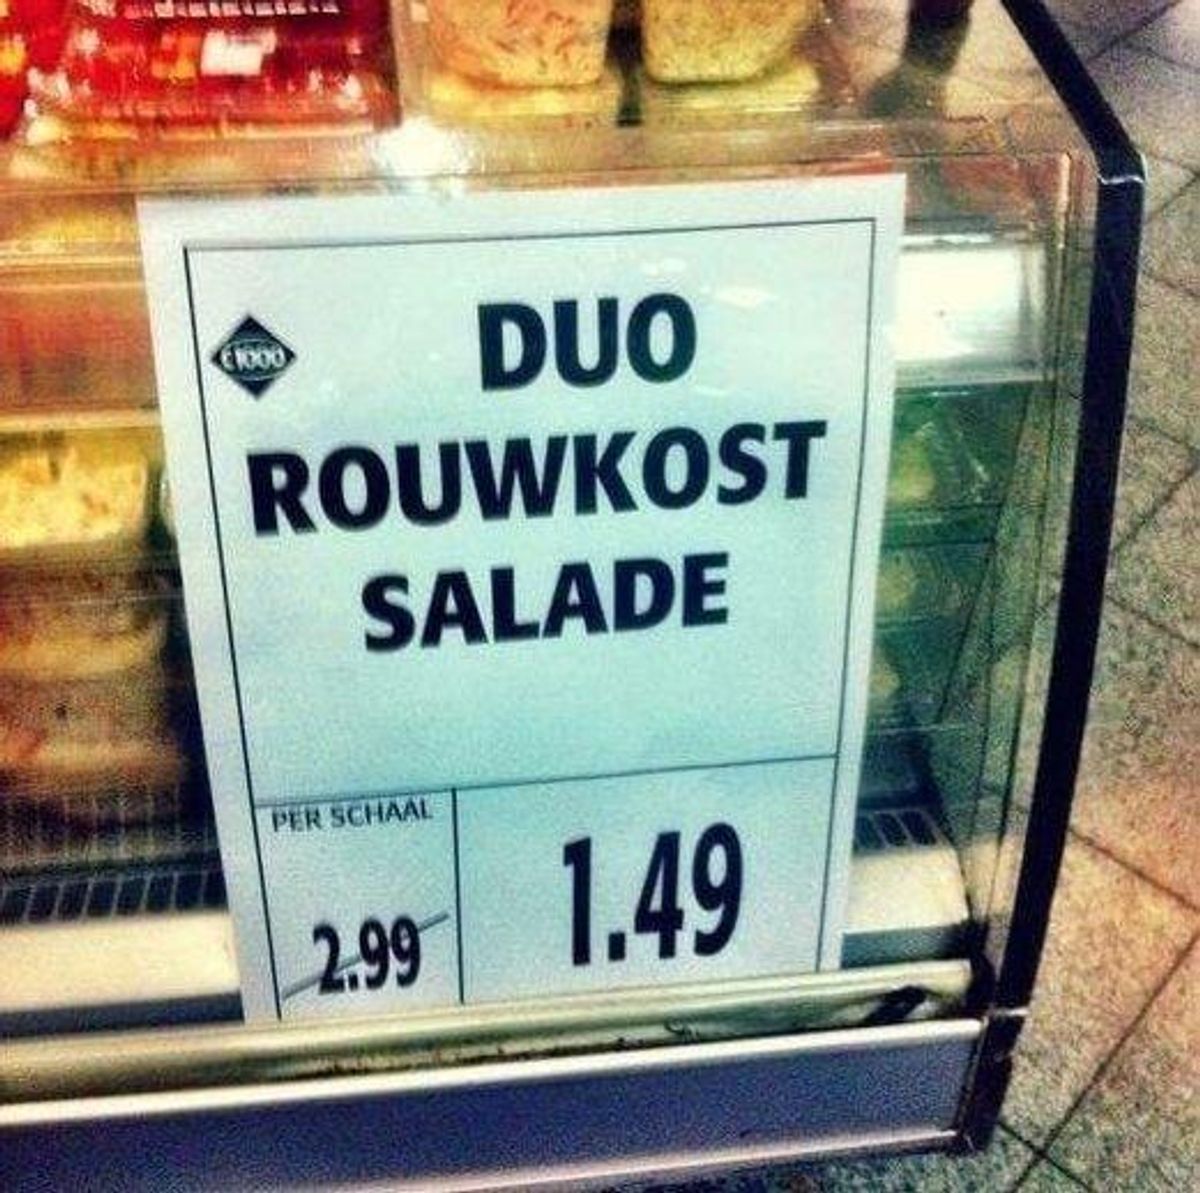 DUO
C1000
ROUWKOST
SALADE
PER SCHAAL
2.99
1.49